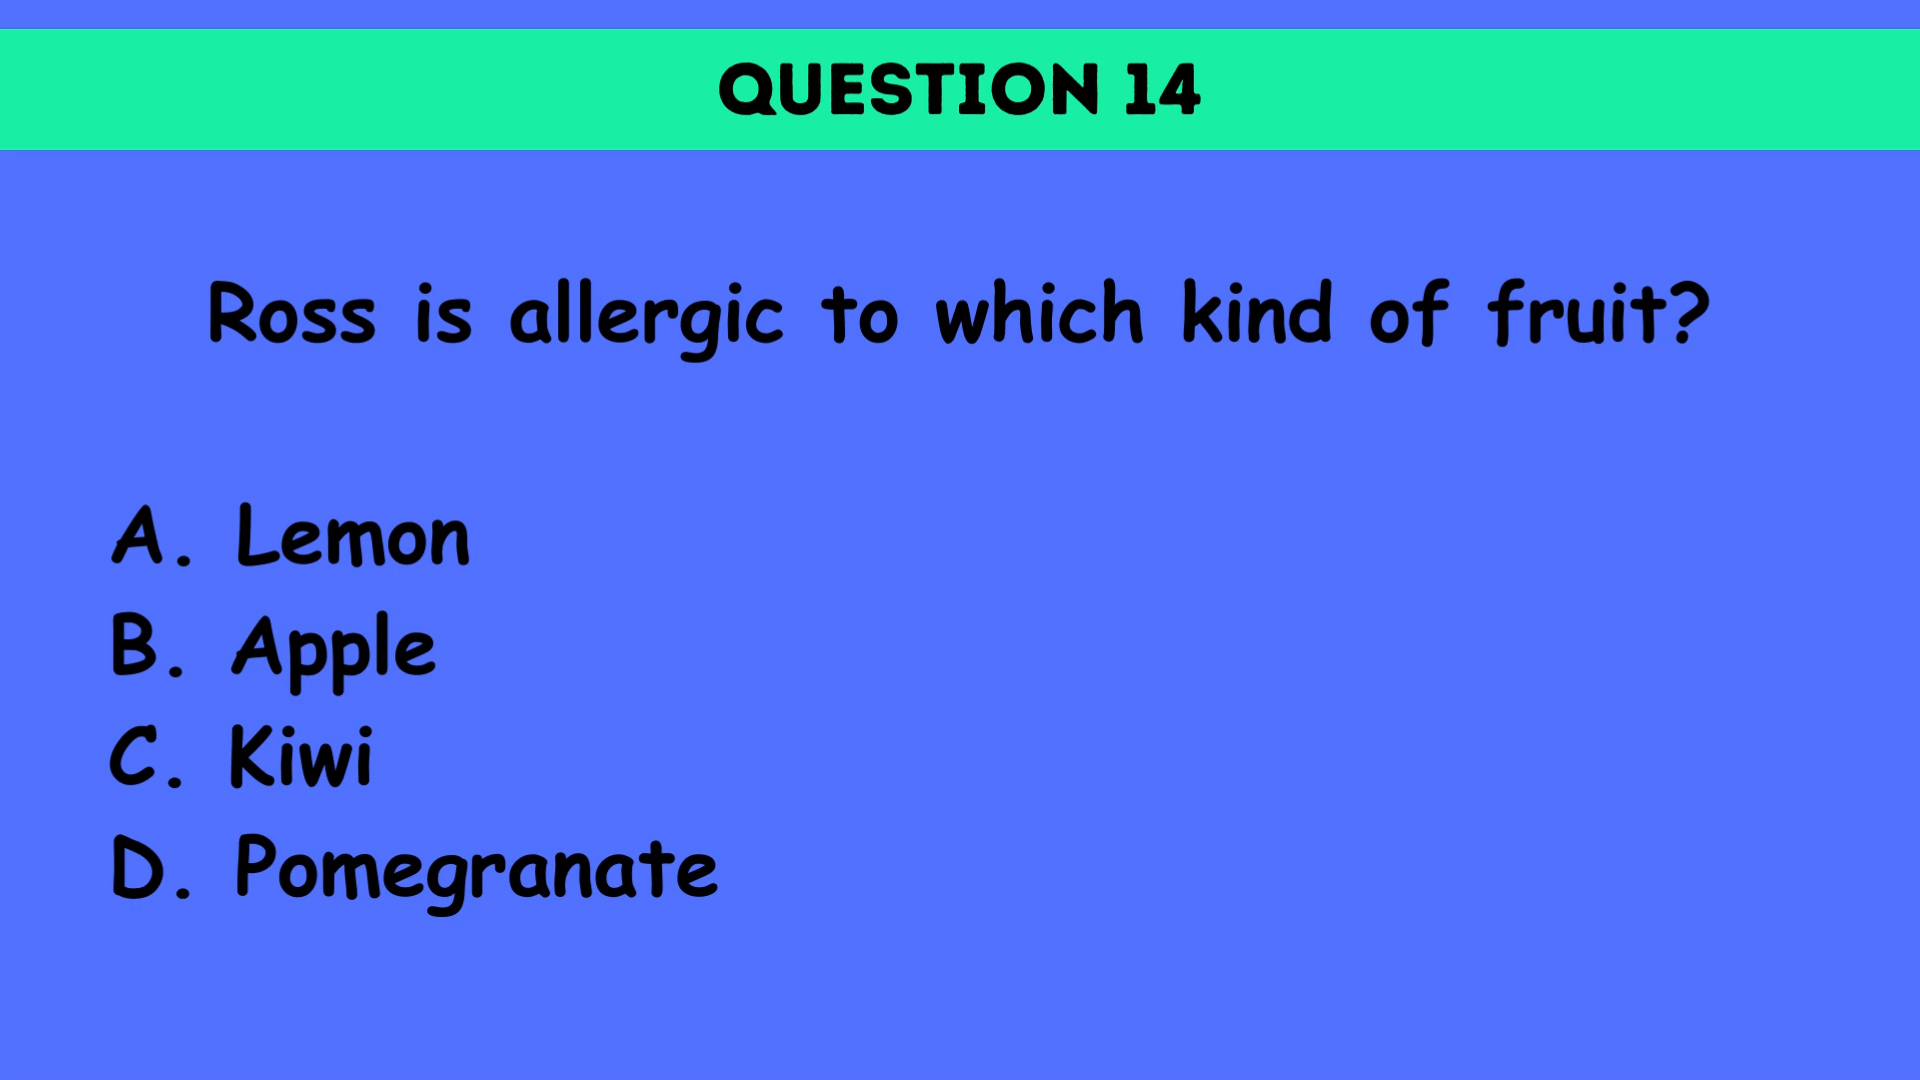 QUESTION 14
Ross is allergic to which kind of fruit?
A. Lemon
B. Apple
C. Kiwi
D. Pomegranate